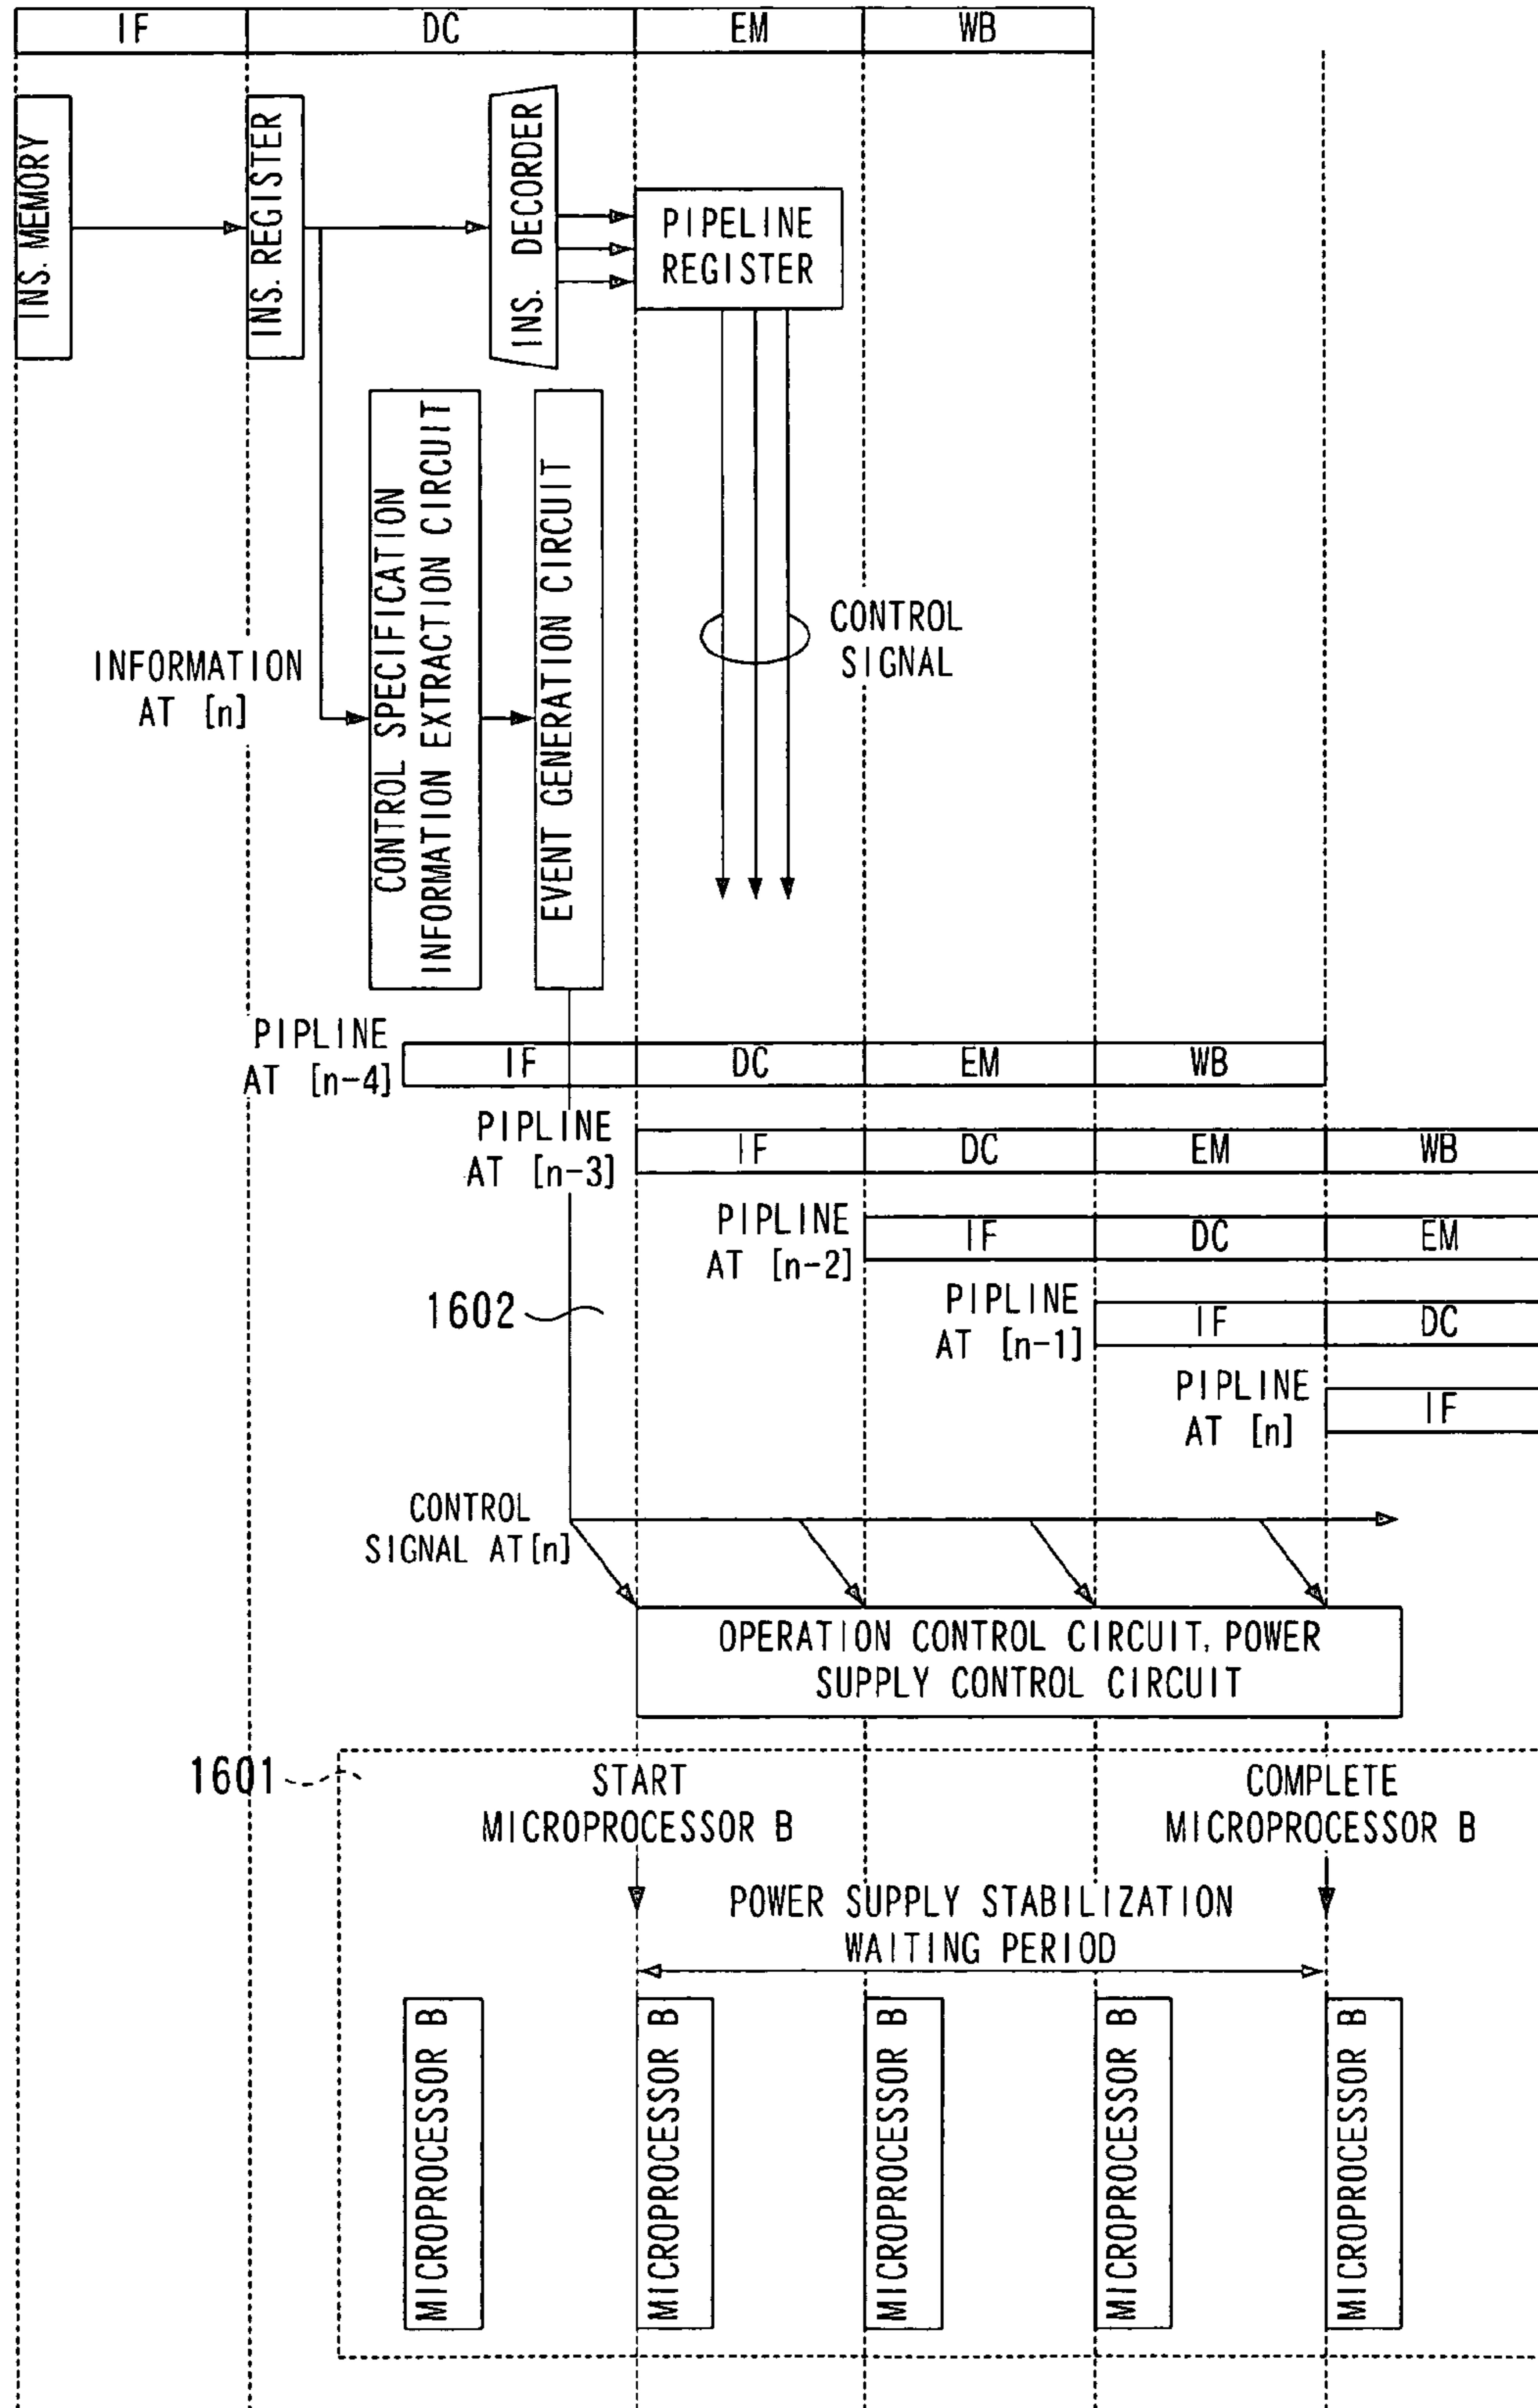 IF DC EM WB
INS. MEMORY
INS. REGISTER
INS. DECORDER
PIPELINE
REGISTER
CONTROL SPECIFICATION
INFORMATION EXTRACTION CIRCUIT
EVENT GENERATION CIRCUIT
CONTROL
SIGNAL
INFORMATION
AT [n]
PIPLINE
AT [n-4]
IF DC EM WB
PIPLINE
AT [n-3]
IF DC EM WB
PIPLINE
AT [n-2]
IF DC EM
1602
PIPLINE
AT [n-1]
IF DC
PIPLINE
AT [n]
IF
CONTROL
SIGNAL AT[n]
OPERATION CONTROL CIRCUIT, POWER
SUPPLY CONTROL CIRCUIT
1601
START
MICROPROCESSOR B
COMPLETE
MICROPROCESSOR B
POWER SUPPLY STABILIZATION
WAITING PERIOD
MICROPROCESSOR B
MICROPROCESSOR B
MICROPROCESSOR B
MICROPROCESSOR B
MICROPROCESSOR B